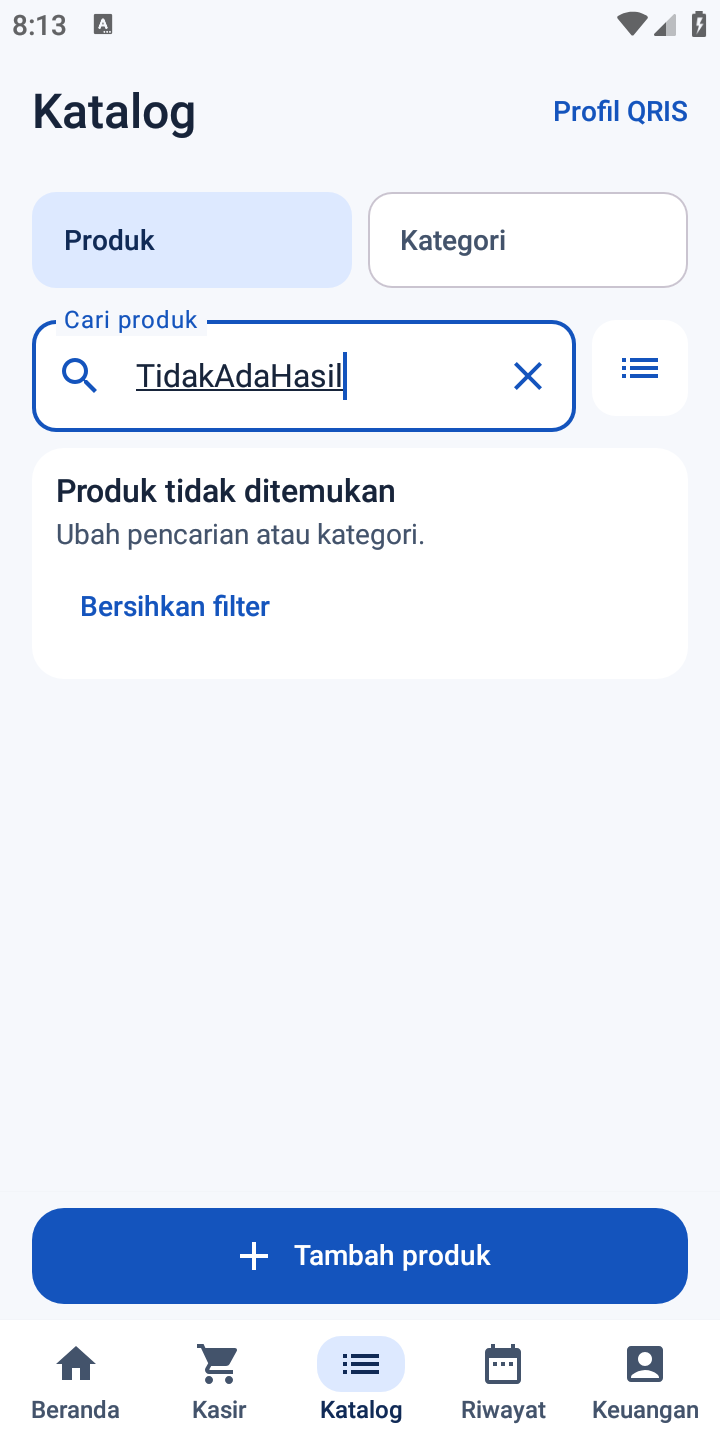 8:13
A
Katalog
Profil QRIS
Produk
Kategori
Cari produk
TidakAdaHasil
Produk tidak ditemukan
Ubah pencarian atau kategori.
Bersihkan filter
Tambah produk
Beranda
Kasir
Katalog
Riwayat
Keuangan